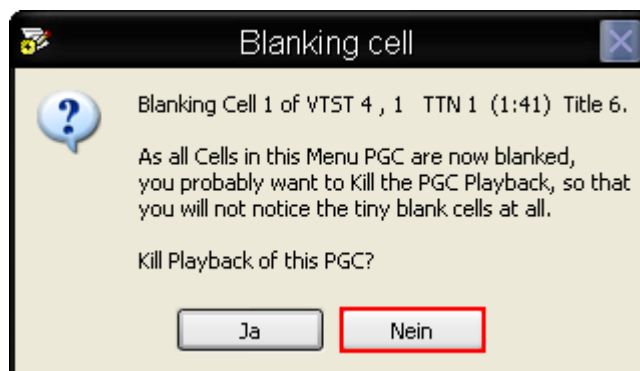 Blanking cell
Blanking Cell 1 of VTST 4 , 1 TTN 1 (1:41) Title 6.
As all Cells in this Menu PGC are now blanked,
you probably want to Kill the PGC Playback, so that
you will not notice the tiny blank cells at all.
Kill Playback of this PGC?
Ja
Nein